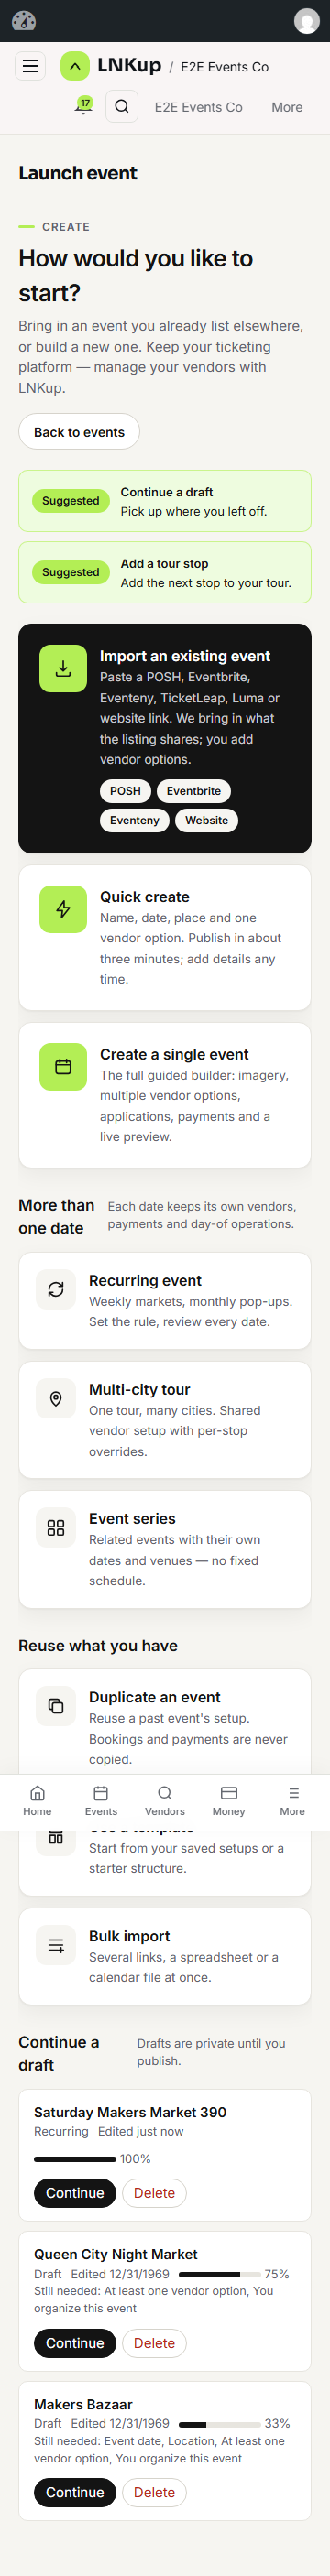 LNKup / E2E Events Co
17
E2E Events Co
More
Launch event
CREATE
How would you like to
start?
Bring in an event you already list elsewhere,
or build a new one. Keep your ticketing
platform — manage your vendors with
LNKup.
Back to events
Suggested
Continue a draft
Pick up where you left off.
Suggested
Add a tour stop
Add the next stop to your tour.
Import an existing event
Paste a POSH, Eventbrite,
Eventeny, TicketLeap, Luma or
website link. We bring in what
the listing shares; you add
vendor options.
POSH
Eventbrite
Eventeny
Website
Quick create
Name, date, place and one
vendor option. Publish in about
three minutes; add details any
time.
Create a single event
The full guided builder: imagery,
multiple vendor options,
applications, payments and a
live preview.
More than
one date
Each date keeps its own vendors,
payments and day-of operations.
Recurring event
Weekly markets, monthly pop-ups.
Set the rule, review every date.
Multi-city tour
One tour, many cities. Shared
vendor setup with per-stop
overrides.
Event series
Related events with their own
dates and venues — no fixed
schedule.
Reuse what you have
Duplicate an event
Reuse a past event's setup.
Bookings and payments are never
copied.
Home
Events
Vendors
Money
More
Start from your saved setups or a
starter structure.
Bulk import
Several links, a spreadsheet or a
calendar file at once.
Continue a
draft
Drafts are private until you
publish.
Saturday Makers Market 390
Recurring Edited just now
100%
Continue
Delete
Queen City Night Market
Draft Edited 12/31/1969 75%
Still needed: At least one vendor option, You
organize this event
Continue
Delete
Makers Bazaar
Draft Edited 12/31/1969 33%
Still needed: Event date, Location, At least one
vendor option, You organize this event
Continue
Delete